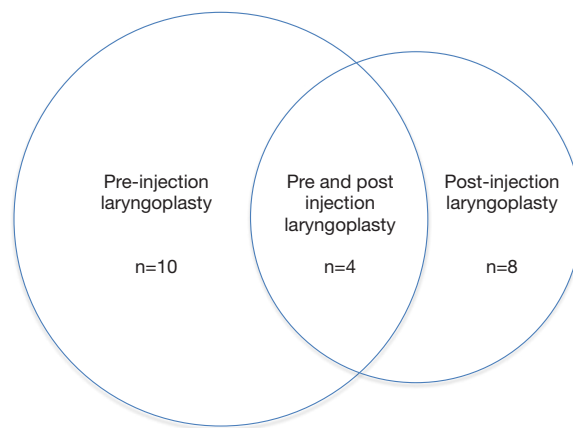 Pre-injection
laryngoplasty
n=10
Pre and post
injection
laryngoplasty
n=4
Post-injection
laryngoplasty
n=8